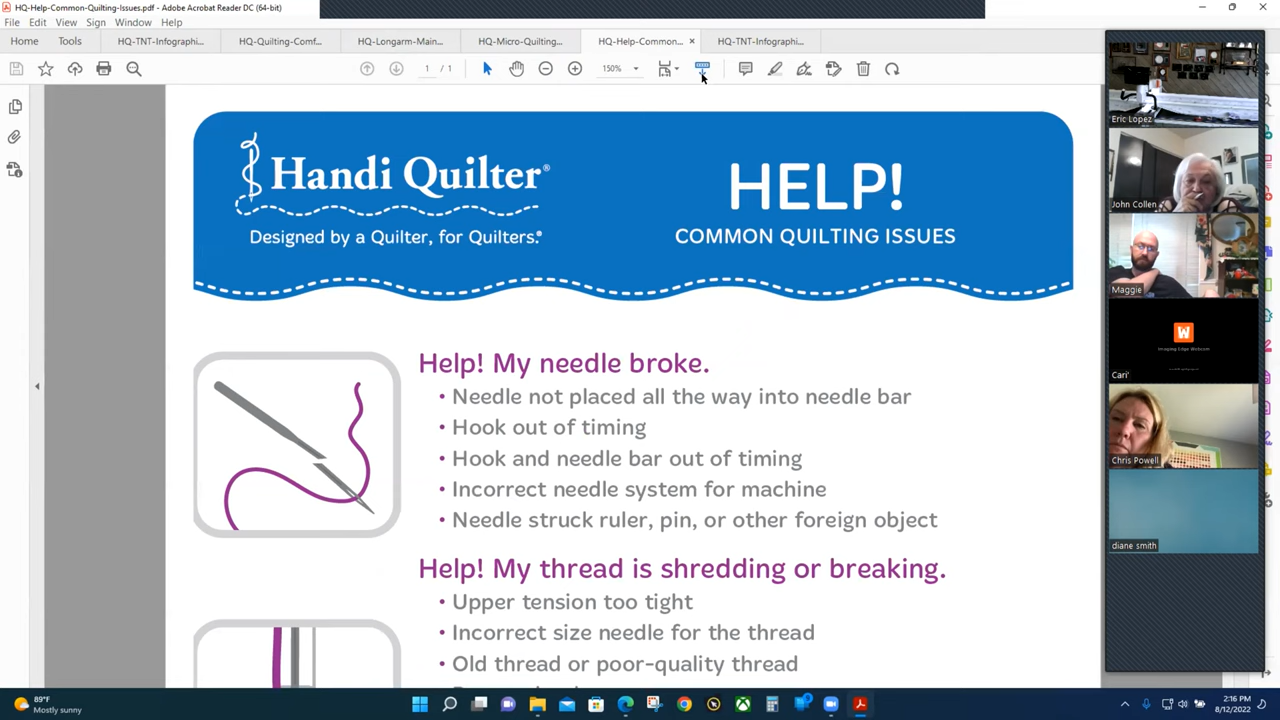 HQ-Help-Common-Quilting-Issues.pdf - Adobe Acrobat Reader DC (64-bit)
File Edit View Sign Window Help
Home Tools HQ-TNT-Infographi... HQ-Quilting-Comf... HQ-Longarm-Main... HQ-Micro-Quilting... HQ-Help-Common... × HQ-TNT-Infographi...
1 / 1 150%
Handi Quilter®
Designed by a Quilter, for Quilters.®
HELP!
COMMON QUILTING ISSUES
Help! My needle broke.
• Needle not placed all the way into needle bar
• Hook out of timing
• Hook and needle bar out of timing
• Incorrect needle system for machine
• Needle struck ruler, pin, or other foreign object
Help! My thread is shredding or breaking.
• Upper tension too tight
• Incorrect size needle for the thread
• Old thread or poor-quality thread
Eric Lopez
John Collen
Maggie
W
Imaging Edge Webcam
Cari'
Chris Powell
diane smith
89°F
Mostly sunny
2:16 PM
8/12/2022